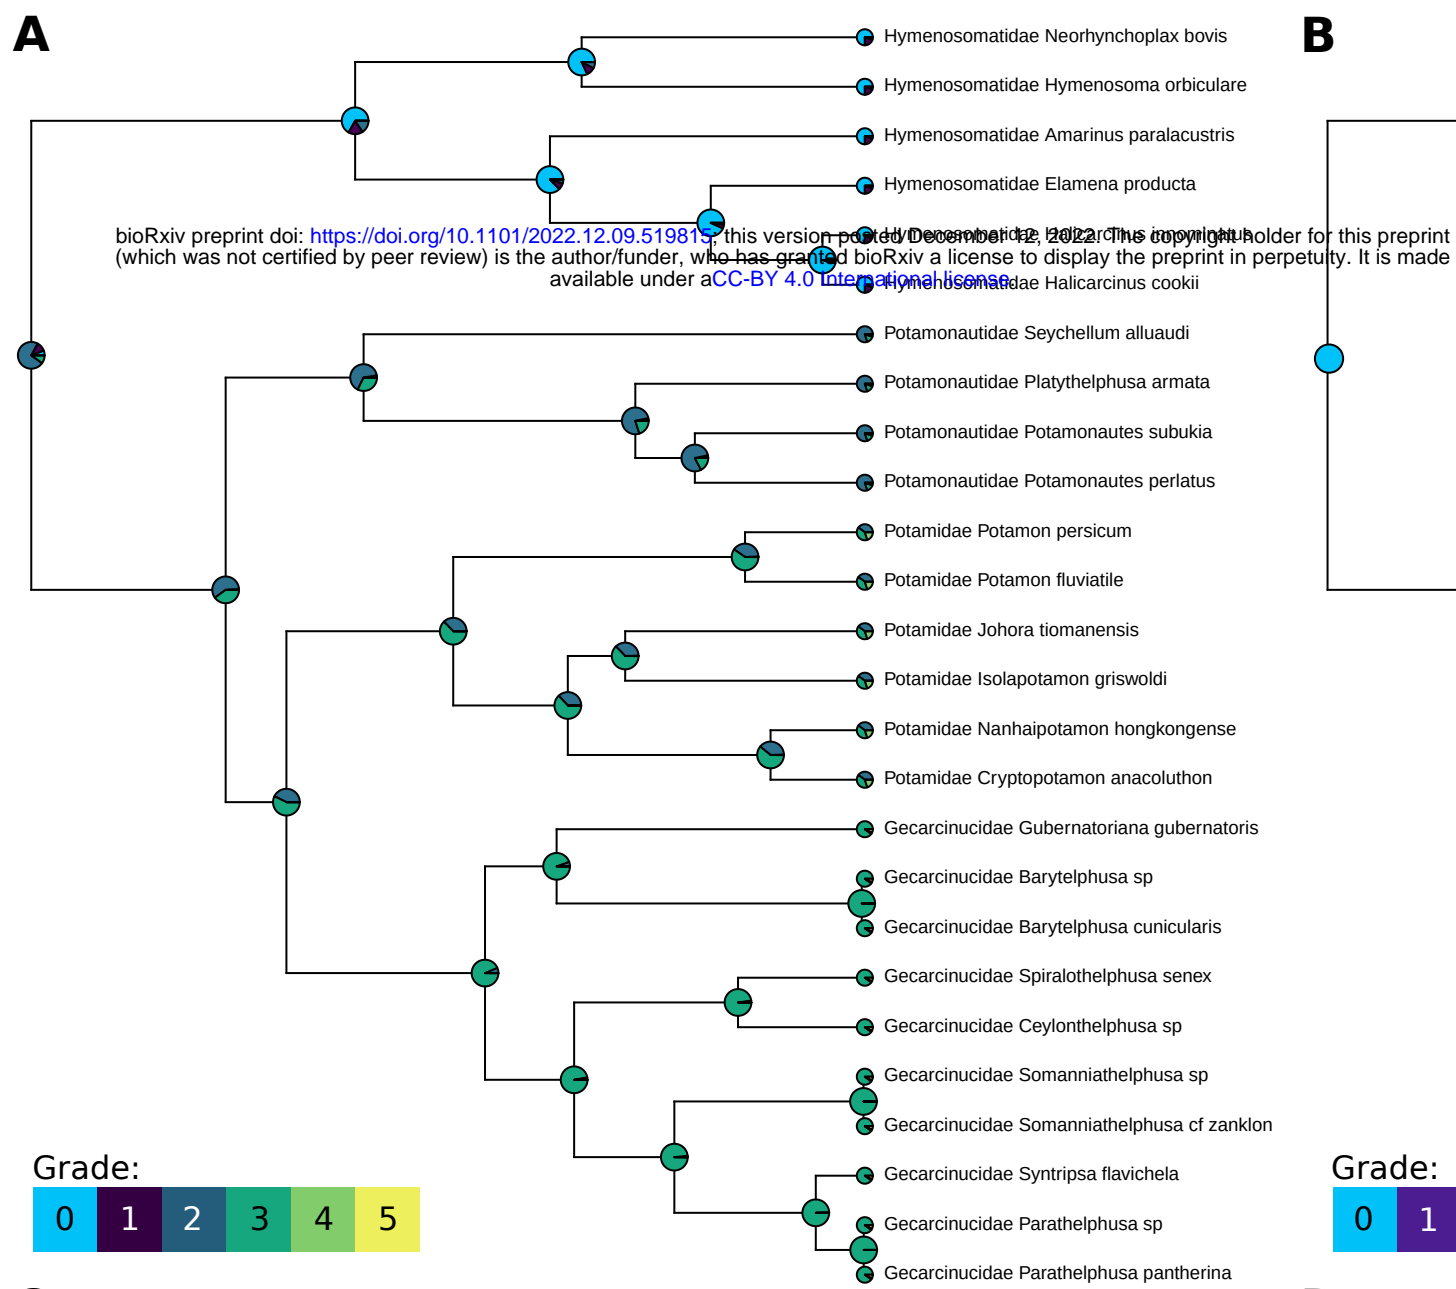 A
B
Hymenosomatidae Neorhynchoplax bovis
Hymenosomatidae Hymenosoma orbiculare
Hymenosomatidae Amarinus paralacustris
Hymenosomatidae Elamena producta
Hymenosomatidae Halicarcinus innominatus
bioRxiv preprint doi: https://doi.org/10.1101/2022.12.09.519815; this version posted December 12, 2022. The copyright holder for this preprint
(which was not certified by peer review) is the author/funder, who has granted bioRxiv a license to display the preprint in perpetuity. It is made
available under aCC-BY 4.0 International license.
Hymenosomatidae Halicarcinus cookii
Potamonautidae Seychellum alluaudi
Potamonautidae Platythelphusa armata
Potamonautidae Potamonautes subukia
Potamonautidae Potamonautes perlatus
Potamidae Potamon persicum
Potamidae Potamon fluviatile
Potamidae Johora tiomanensis
Potamidae Isolapotamon griswoldi
Potamidae Nanhaipotamon hongkongense
Potamidae Cryptopotamon anacoluthon
Gecarcinucidae Gubernatoriana gubernatoris
Gecarcinucidae Barytelphusa sp
Gecarcinucidae Barytelphusa cunicularis
Gecarcinucidae Spiralothelphusa senex
Gecarcinucidae Ceylonthelphusa sp
Gecarcinucidae Somanniathelphusa sp
Gecarcinucidae Somanniathelphusa cf zanklon
Gecarcinucidae Syntripsa flavichela
Gecarcinucidae Parathelphusa sp
Gecarcinucidae Parathelphusa pantherina
Grade:
0 1 2 3 4 5
Grade:
0 1